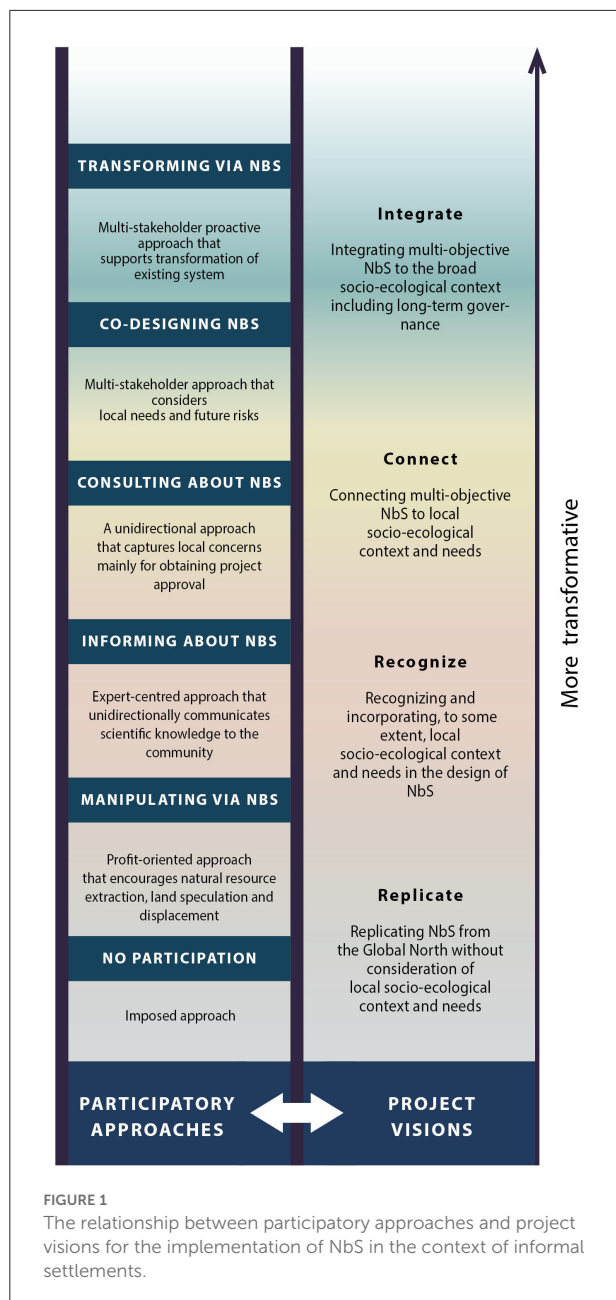 TRANSFORMING VIA NBS
Multi-stakeholder proactive
approach that
supports transformation of
existing system
CO-DESIGNING NBS
Multi-stakeholder approach that
considers
local needs and future risks
CONSULTING ABOUT NBS
A unidirectional approach
that captures local concerns
mainly for obtaining project
approval
INFORMING ABOUT NBS
Expert-centred approach that
unidirectionally communicates
scientific knowledge to the
community
MANIPULATING VIA NBS
Profit-oriented approach
that encourages natural resource
extraction, land speculation and
displacement
NO PARTICIPATION
Imposed approach
PARTICIPATORY
APPROACHES
Integrate
Integrating multi-objective
NbS to the broad
socio-ecological context
including long-term gover-
nance
Connect
Connecting multi-objective
NbS to local
socio-ecological
context and needs
Recognize
Recognizing and
incorporating, to some
extent, local
socio-ecological context
and needs in the design of
NbS
Replicate
Replicating NbS from
the Global North without
consideration of
local socio-ecological
context and needs
PROJECT
VISIONS
More transformative
FIGURE 1
The relationship between participatory approaches and project
visions for the implementation of NbS in the context of informal
settlements.